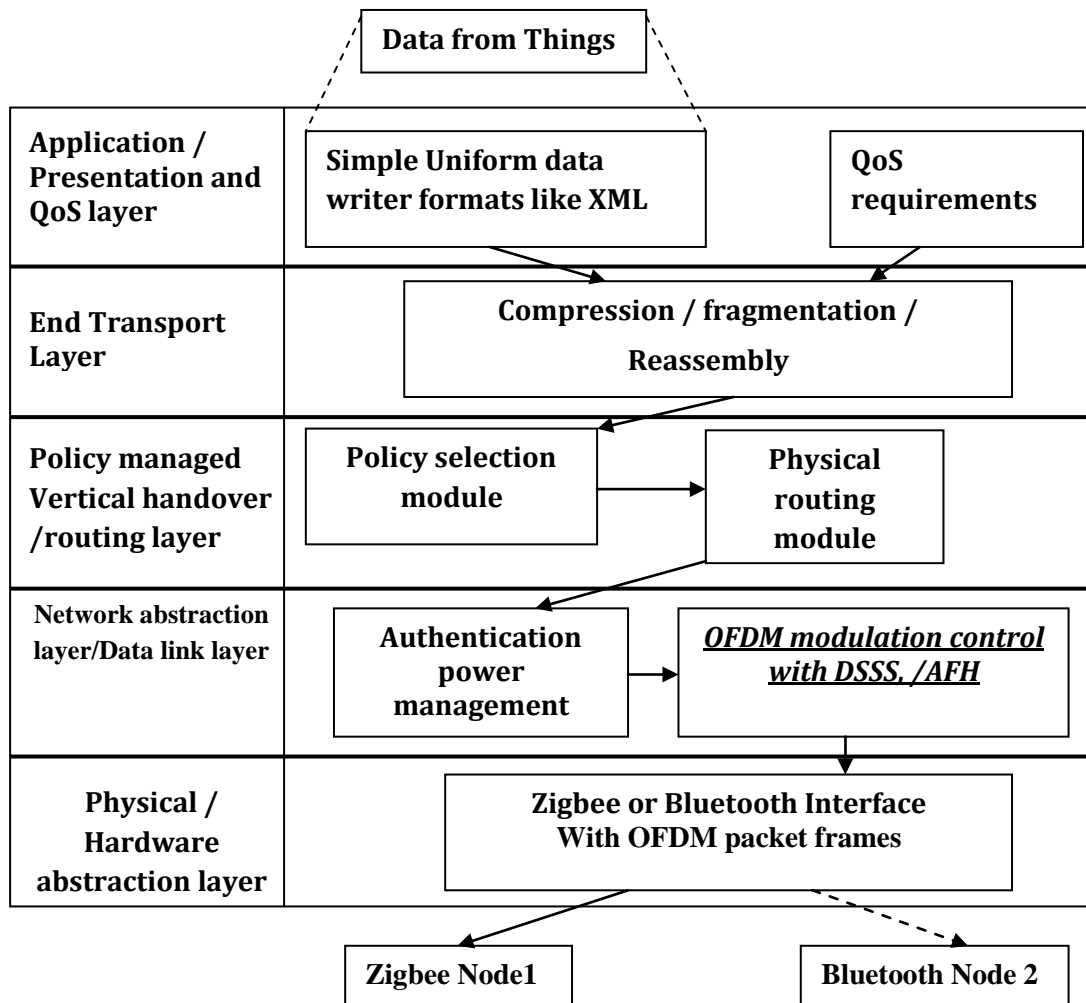 Data from Things
Application /
Presentation and
QoS layer
Simple Uniform data
writer formats like XML
QoS
requirements
End Transport
Layer
Compression / fragmentation /
Reassembly
Policy managed
Vertical handover
/routing layer
Policy selection
module
Physical
routing
module
Network abstraction
layer/Data link layer
Authentication
power
management
OFDM modulation control
with DSSS, /AFH
Physical /
Hardware
abstraction layer
Zigbee or Bluetooth Interface
With OFDM packet frames
Zigbee Node1
Bluetooth Node 2